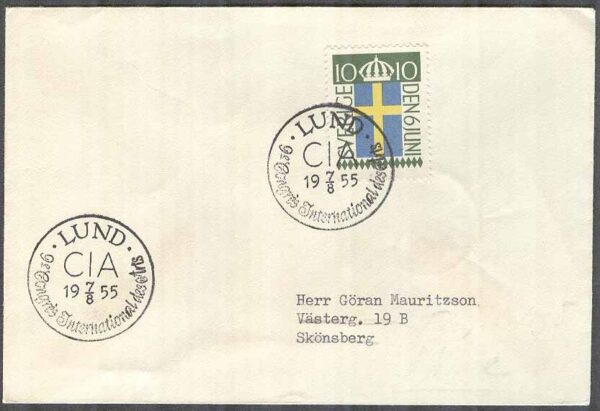 10 10
SVERIGE
DEN 6 JUNI
LUND
CIA
19 7/8 55
9e Congrès International des Arts
LUND
CIA
19 7/8 55
9e Congrès International des Arts
Herr Göran Mauritzson
Västerg. 19 B
Skönsberg